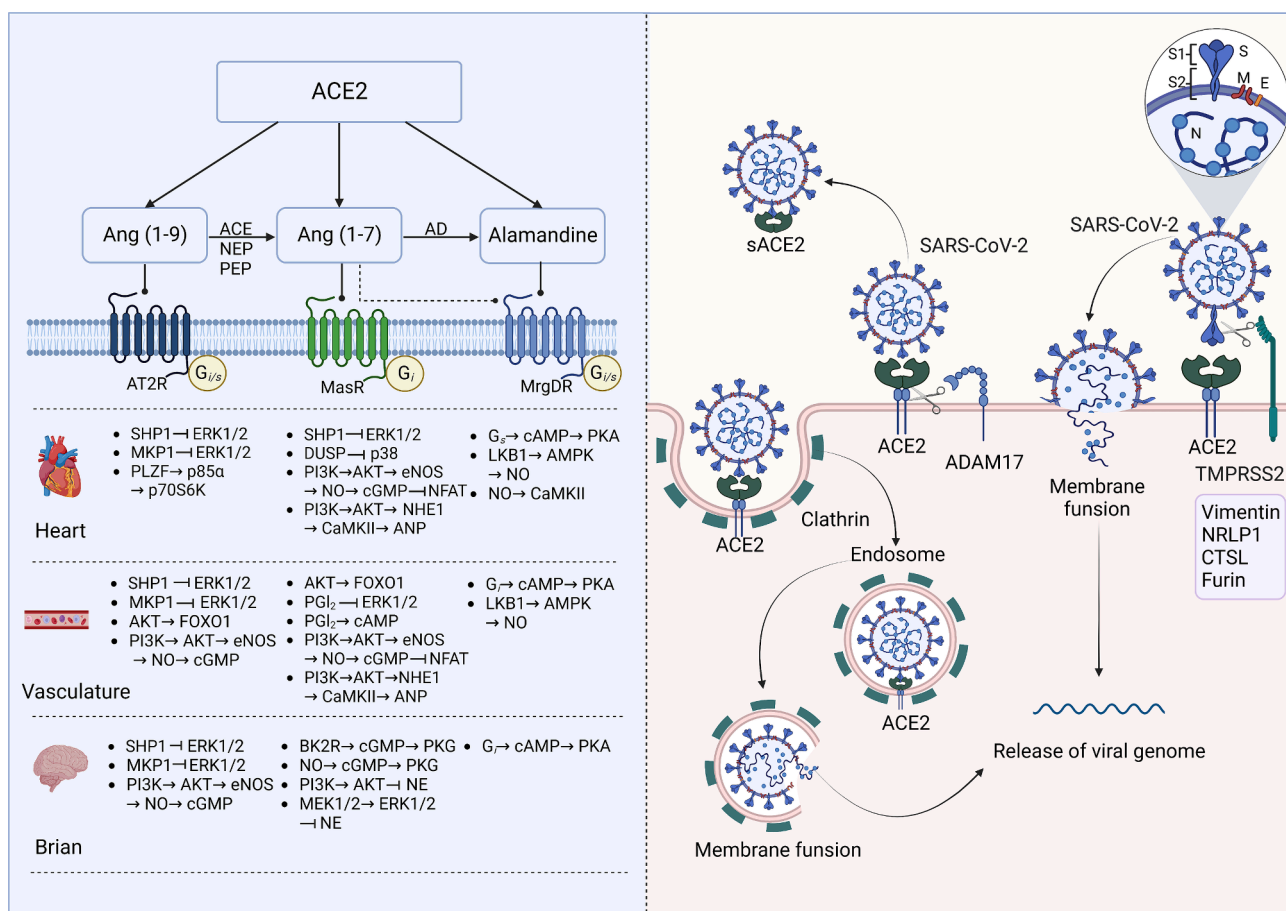 ACE2
Ang (1-9)
ACE
NEP
PEP
Ang (1-7)
AD
Alamandine
AT2R
Gi/s
MasR
Gi
MrgDR
Gi/s
Heart
• SHP1⊣ERK1/2
• MKP1⊣ERK1/2
• PLZF→p85α
→p70S6K
• SHP1⊣ERK1/2
• DUSP⊣p38
• PI3K→AKT→eNOS
→NO→cGMP⊣NFAT
• PI3K→AKT→NHE1
→CaMKII→ANP
• Gs→cAMP→PKA
• LKB1→AMPK
→NO
• NO→CaMKII
Vasculature
• SHP1⊣ERK1/2
• MKP1⊣ERK1/2
• AKT→FOXO1
• PI3K→AKT→eNOS
→NO→cGMP
• AKT→FOXO1
• PGI₂⊣ERK1/2
• PGI₂→cAMP
• PI3K→AKT→eNOS
→NO→cGMP⊣NFAT
• PI3K→AKT→NHE1
→CaMKII→ANP
• Gi→cAMP→PKA
• LKB1→AMPK
→NO
Brian
• SHP1⊣ERK1/2
• MKP1⊣ERK1/2
• PI3K→AKT→eNOS
→NO→cGMP
• BK2R→cGMP→PKG
• NO→cGMP→PKG
• PI3K→AKT⊣NE
• MEK1/2→ERK1/2
⊣NE
• Gi→cAMP→PKA
S1
S
S2
M
E
N
sACE2
SARS-CoV-2
SARS-CoV-2
ACE2
ADAM17
ACE2
TMPRSS2
Vimentin
NRLP1
CTSL
Furin
Membrane
funsion
ACE2
Clathrin
Endosome
ACE2
Membrane funsion
Release of viral genome